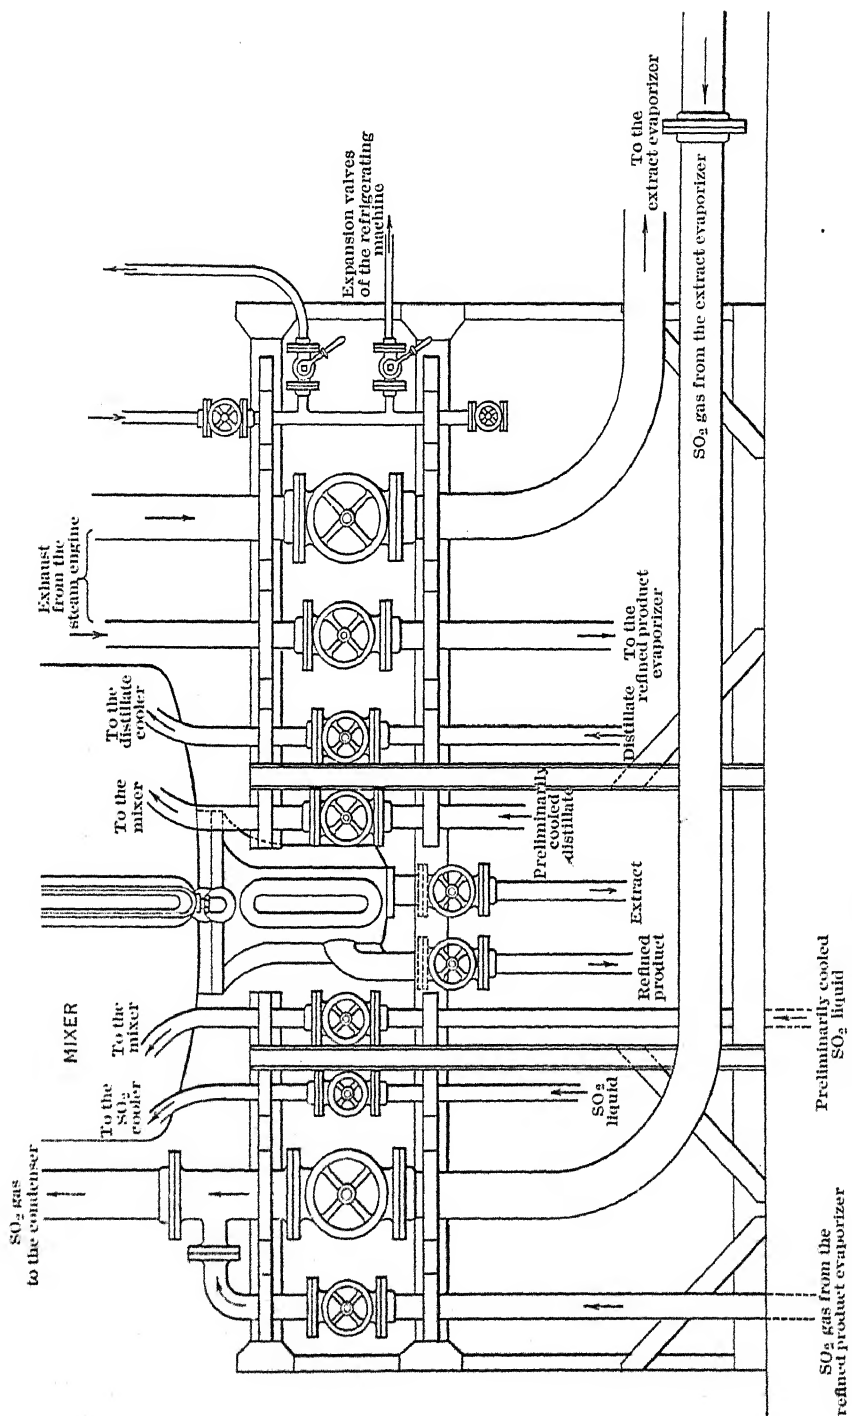 SO₂ gas
to the condenser
MIXER
To the
SO₂
cooler
To the
mixer
To the
mixer
To the
distillate
cooler
Exhaust
from the
steam engine
Expansion valves
of the refrigerating
machine
To the
extract evaporizer
SO₂ gas from the extract evaporizer
SO₂
liquid
Refined
product
Extract
Preliminarily
cooled
distillate
Distillate
To the
refined product
evaporizer
SO₂ gas from the
refined product evaporizer
Preliminarily cooled
SO₂ liquid